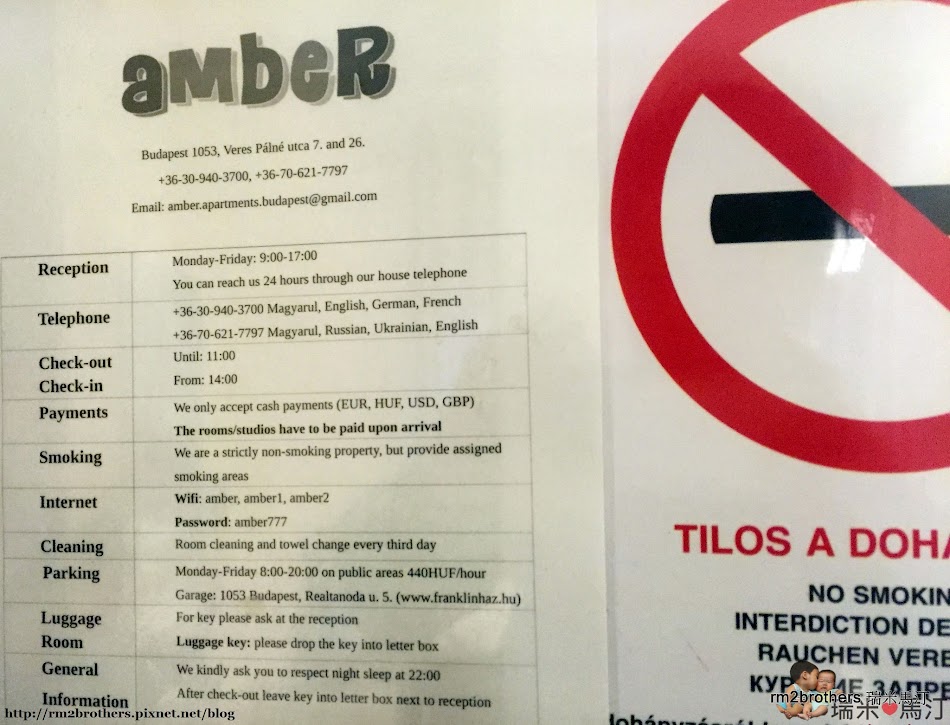 amBeR
Budapest 1053, Veres Pálné utca 7. and 26.
+36-30-940-3700, +36-70-621-7797
Email: amber.apartments.budapest@gmail.com
Reception
Monday-Friday: 9:00-17:00
You can reach us 24 hours through our house telephone
Telephone
+36-30-940-3700 Magyarul, English, German, French
+36-70-621-7797 Magyarul, Russian, Ukrainian, English
Check-out
Until: 11:00
Check-in
From: 14:00
Payments
We only accept cash payments (EUR, HUF, USD, GBP)
The rooms/studios have to be paid upon arrival
Smoking
We are a strictly non-smoking property, but provide assigned
smoking areas
Internet
Wifi: amber, amber1, amber2
Password: amber777
Cleaning
Room cleaning and towel change every third day
Parking
Monday-Friday 8:00-20:00 on public areas 440HUF/hour
Garage: 1053 Budapest, Realtanoda u. 5. (www.franklinhaz.hu)
Luggage
Room
For key please ask at the reception
Luggage key: please drop the key into letter box
General
Information
We kindly ask you to respect night sleep at 22:00
After check-out leave key into letter box next to reception
TILOS A DOHA
NO SMOKIN
INTERDICTION DE
RAUCHEN VERE
rm2brothers 瑞米馬汀
瑞米馬汀
http://rm2brothers.pixnet.net/blog